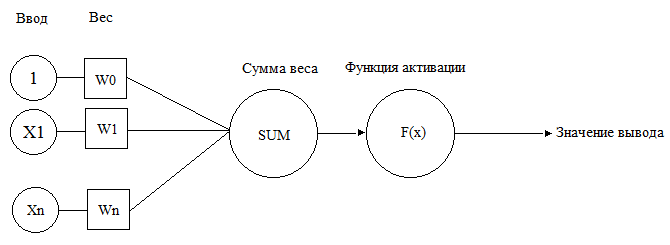 Ввод
Вес
Сумма веса
Функция активации
1
W0
X1
W1
SUM
F(x)
Значение вывода
Xn
Wn